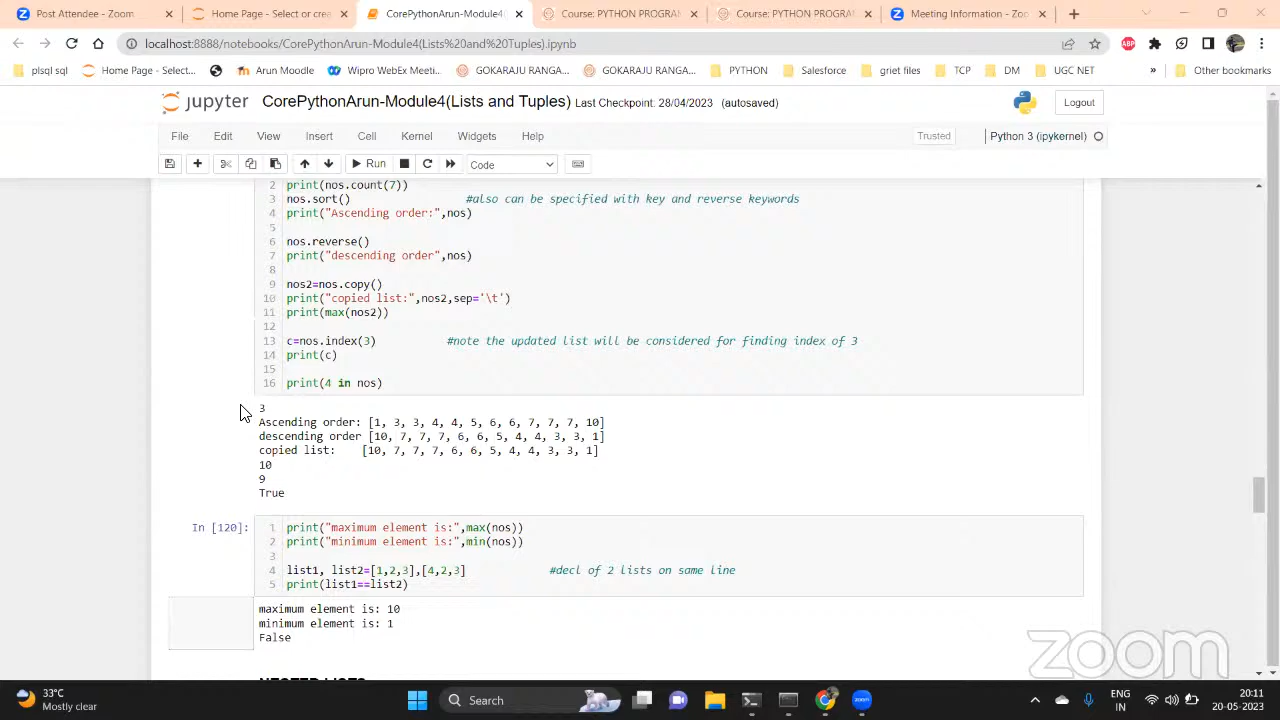 Post Attendee - Zoom
Home Page - Select or cre
CorePythonArun-Module4
Course: PYTHON PROGRA
Course: PYTHON PROGRA
Meeting Information - Zoo
localhost:8888/notebooks/CorePythonArun-Module4(Lists%20and%20Tuples).ipynb
ABP
plsql sql
Home Page - Select...
Arun Moodle
Wipro WebEx Meeti...
GOKARAJU RANGA...
GOKARAJU RANGA...
PYTHON
Salesforce
griet files
TCP
DM
UGC NET
»
Other bookmarks
jupyter CorePythonArun-Module4(Lists and Tuples) Last Checkpoint: 28/04/2023 (autosaved)
Logout
File Edit View Insert Cell Kernel Widgets Help
Trusted
Python 3 (ipykernel)
Run
Code
2 print(nos.count(7))
3 nos.sort() #also can be specified with key and reverse keywords
4 print("Ascending order:",nos)
5
6 nos.reverse()
7 print("descending order",nos)
8
9 nos2=nos.copy()
10 print("copied list:",nos2,sep='\t')
11 print(max(nos2))
12
13 c=nos.index(3) #note the updated list will be considered for finding index of 3
14 print(c)
15
16 print(4 in nos)
3
Ascending order: [1, 3, 3, 4, 4, 5, 6, 6, 7, 7, 7, 10]
descending order [10, 7, 7, 7, 6, 6, 5, 4, 4, 3, 3, 1]
copied list: [10, 7, 7, 7, 6, 6, 5, 4, 4, 3, 3, 1]
10
9
True
In [120]:
1 print("maximum element is:",max(nos))
2 print("minimum element is:",min(nos))
3
4 list1, list2=[1,2,3],[4,2,3] #decl of 2 lists on same line
5 print(list1==list2)
maximum element is: 10
minimum element is: 1
False
zoom
NESTED LISTS
33°C
Mostly clear
Search
ENG
IN
20:11
20-05-2023